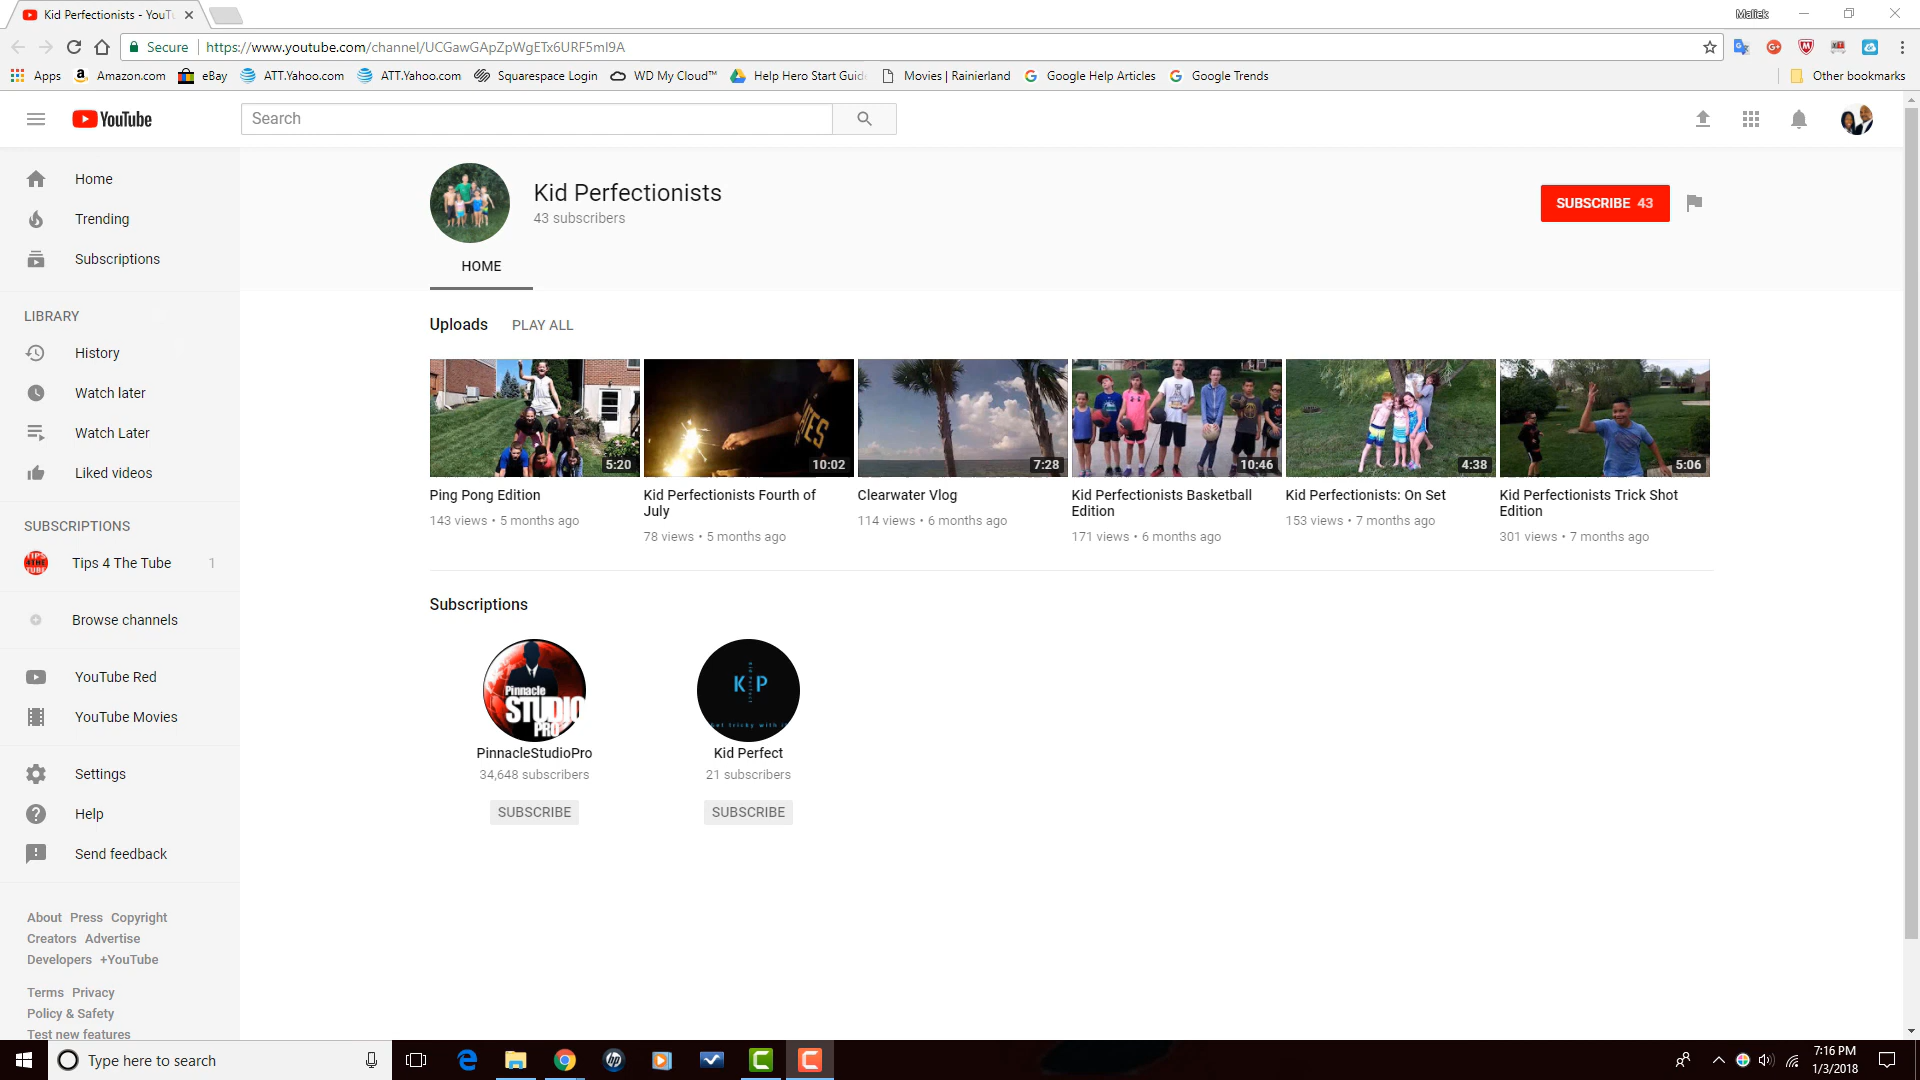 Kid Perfectionists - YouTu
Maliek
Secure https://www.youtube.com/channel/UCGawGApZpWgETx6URF5mI9A
Apps Amazon.com eBay ATT.Yahoo.com ATT.Yahoo.com Squarespace Login WD My Cloud™ Help Hero Start Guid Movies | Rainierland Google Help Articles Google Trends Other bookmarks
YouTube
Search
Home
Trending
Subscriptions
LIBRARY
History
Watch later
Watch Later
Liked videos
SUBSCRIPTIONS
TIPS 4THE TUBE
Tips 4 The Tube 1
Browse channels
YouTube Red
YouTube Movies
Settings
Help
Send feedback
About Press Copyright
Creators Advertise
Developers +YouTube
Terms Privacy
Policy & Safety
Test new features
Kid Perfectionists
43 subscribers
SUBSCRIBE 43
HOME
Uploads PLAY ALL
5:20
10:02
7:28
10:46
4:38
5:06
Ping Pong Edition
143 views • 5 months ago
Kid Perfectionists Fourth of
July
78 views • 5 months ago
Clearwater Vlog
114 views • 6 months ago
Kid Perfectionists Basketball
Edition
171 views • 6 months ago
Kid Perfectionists: On Set
153 views • 7 months ago
Kid Perfectionists Trick Shot
Edition
301 views • 7 months ago
Subscriptions
Pinnacle
STUDIO
PRO
PinnacleStudioPro
34,648 subscribers
SUBSCRIBE
K P
et tricky with i
Kid Perfect
21 subscribers
SUBSCRIBE
Type here to search
hp
7:16 PM
1/3/2018